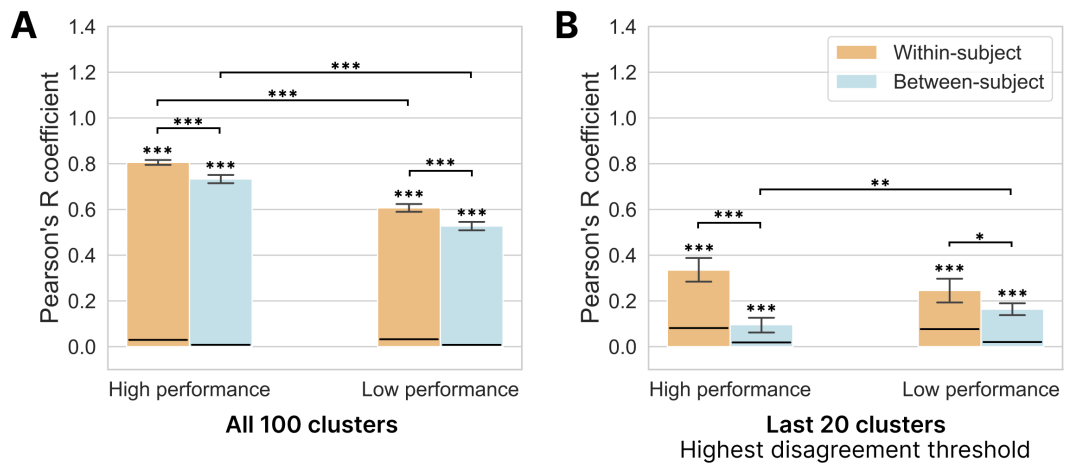 A
Pearson's R coefficient
1.4
1.2
1.0
0.8
0.6
0.4
0.2
0.0
***
***
***
***
***
***
***
***
High performance
Low performance
All 100 clusters
B
Pearson's R coefficient
1.4
1.2
1.0
0.8
0.6
0.4
0.2
0.0
Within-subject
Between-subject
**
***
*
***
***
***
***
High performance
Low performance
Last 20 clusters
Highest disagreement threshold